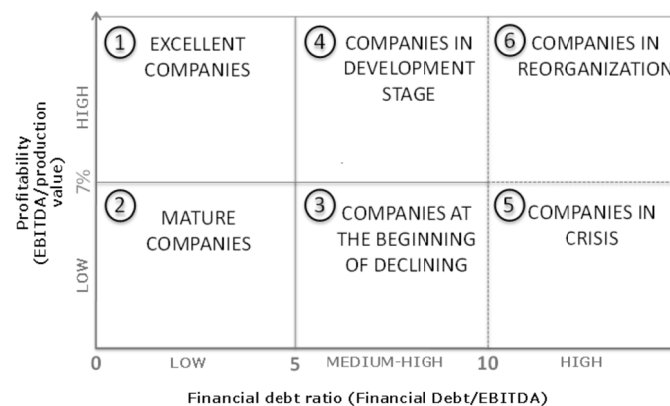 1 EXCELLENT
COMPANIES
4 COMPANIES IN
DEVELOPMENT
STAGE
6 COMPANIES IN
REORGANIZATION
2 MATURE
COMPANIES
3 COMPANIES AT
THE BEGINNING
OF DECLINING
5 COMPANIES IN
CRISIS
Profitability
(EBITDA/production
value)
HIGH
7%
LOW
0
LOW
5
MEDIUM-HIGH
10
HIGH
Financial debt ratio (Financial Debt/EBITDA)